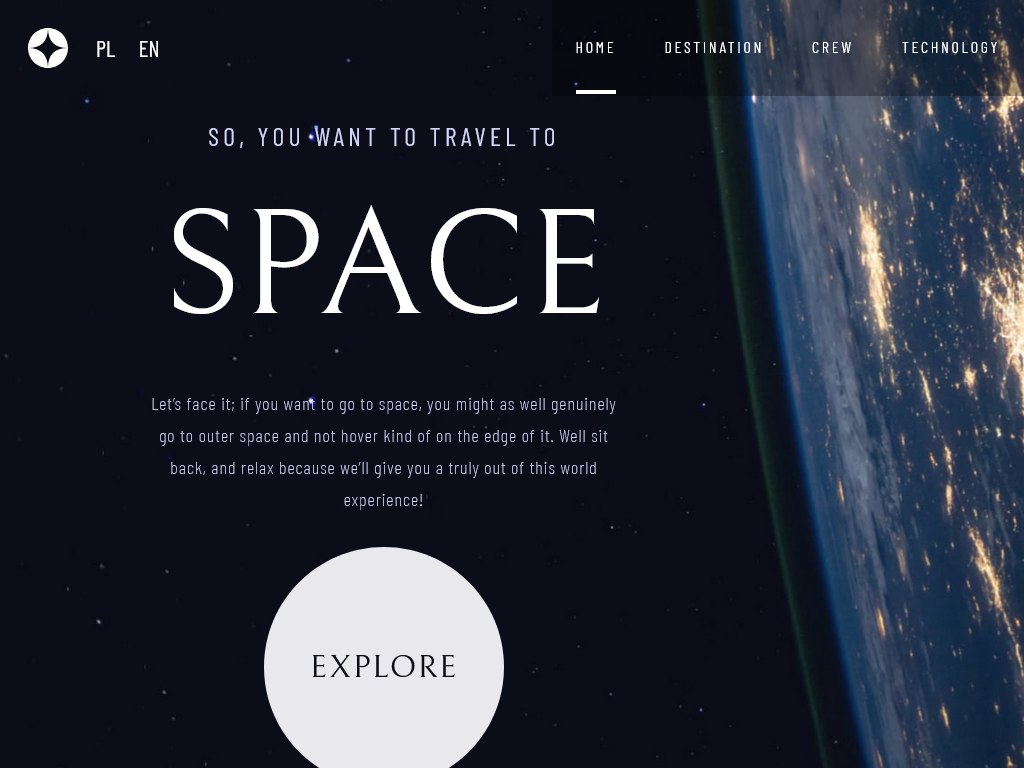 PL EN
HOME DESTINATION CREW TECHNOLOGY
SO, YOU WANT TO TRAVEL TO
SPACE
Let’s face it; if you want to go to space, you might as well genuinely
go to outer space and not hover kind of on the edge of it. Well sit
back, and relax because we’ll give you a truly out of this world
experience!
EXPLORE